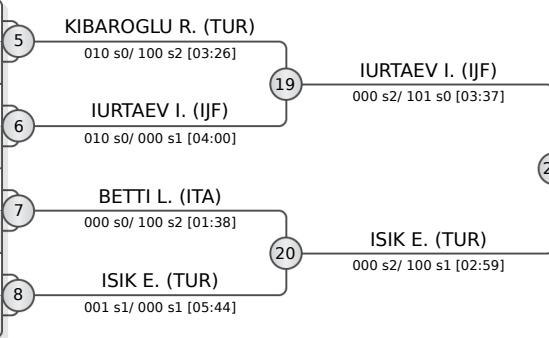 KIBAROGLU R. (TUR)
5
010 s0/ 100 s2 [03:26]
19
IURTAEV I. (IJF)
000 s2/ 101 s0 [03:37]
IURTAEV I. (IJF)
6
010 s0/ 000 s1 [04:00]
BETTI L. (ITA)
7
000 s0/ 100 s2 [01:38]
20
ISIK E. (TUR)
000 s2/ 100 s1 [02:59]
ISIK E. (TUR)
8
001 s1/ 000 s1 [05:44]